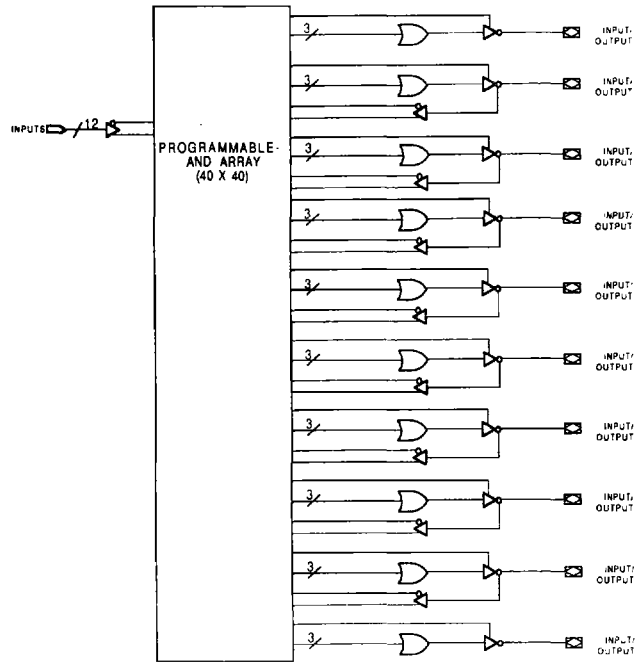 3
INPUT/
OUTPUT
3
INPUT/
OUTPUT
INPUTS
12
PROGRAMMABLE-
AND ARRAY
(40 X 40)
3
INPUT/
OUTPUT
3
INPUT/
OUTPUT
3
INPUT/
OUTPUT
3
INPUT/
OUTPUT
3
INPUT/
OUTPUT
3
INPUT/
OUTPUT
3
INPUT/
OUTPUT
3
INPUT/
OUTPUT